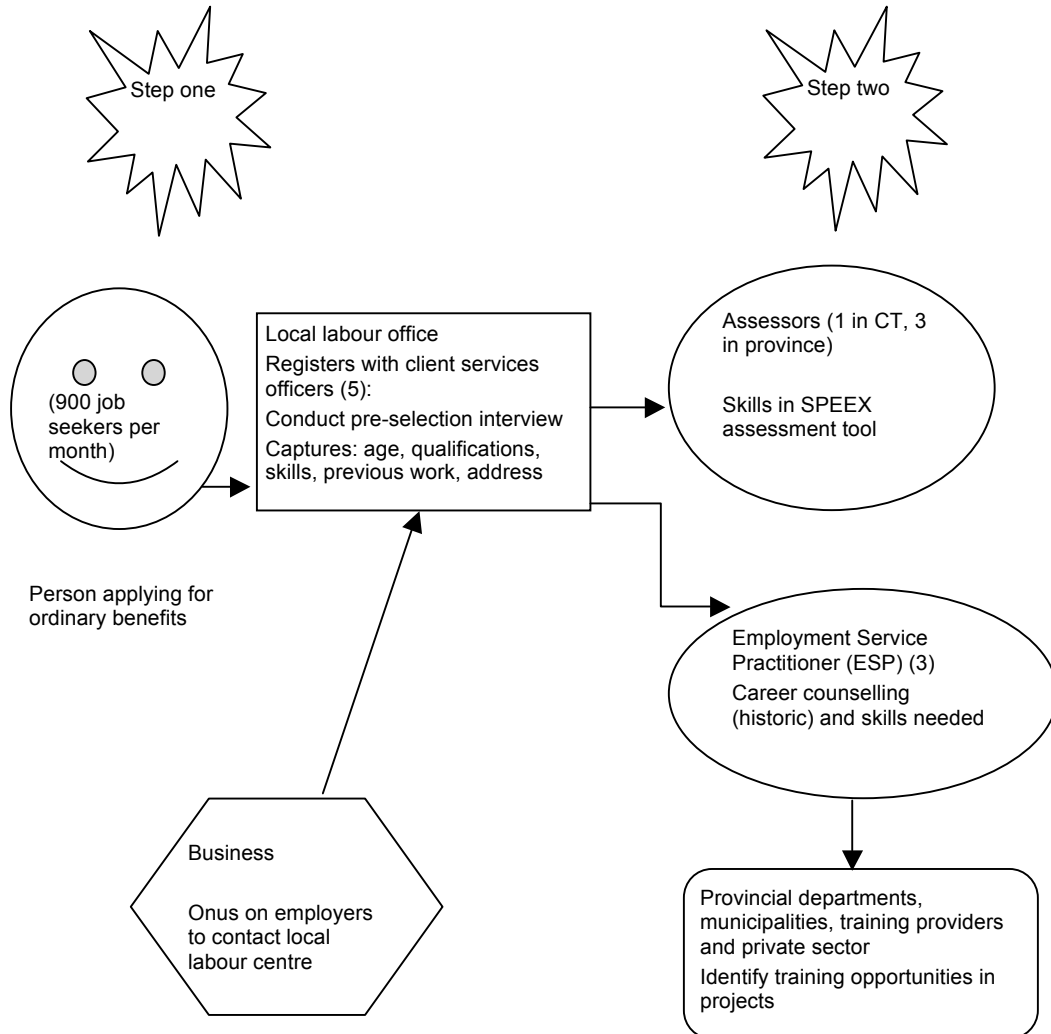 Step one
Step two
(900 job
seekers per
month)
Person applying for
ordinary benefits
Local labour office
Registers with client services
officers (5):
Conduct pre-selection interview
Captures: age, qualifications,
skills, previous work, address
Assessors (1 in CT, 3
in province)
Skills in SPEEX
assessment tool
Employment Service
Practitioner (ESP) (3)
Career counselling
(historic) and skills needed
Business
Onus on employers
to contact local
labour centre
Provincial departments,
municipalities, training providers
and private sector
Identify training opportunities in
projects